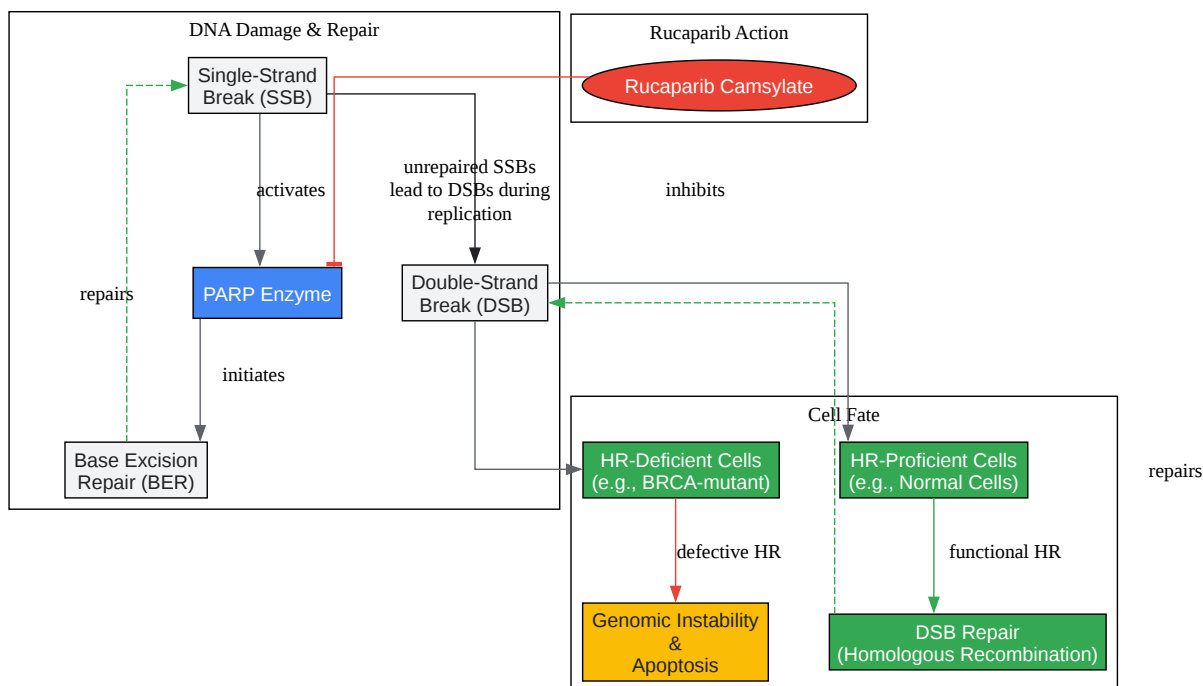 DNA Damage & Repair
Rucaparib Action
Single-Strand
Break (SSB)
Rucaparib Camsylate
activates
unrepaired SSBs
lead to DSBs during
replication
inhibits
PARP Enzyme
repairs
Double-Strand
Break (DSB)
initiates
Cell Fate
Base Excision
Repair (BER)
HR-Deficient Cells
(e.g., BRCA-mutant)
HR-Proficient Cells
(e.g., Normal Cells)
repairs
defective HR
functional HR
Genomic Instability
&
Apoptosis
DSB Repair
(Homologous Recombination)